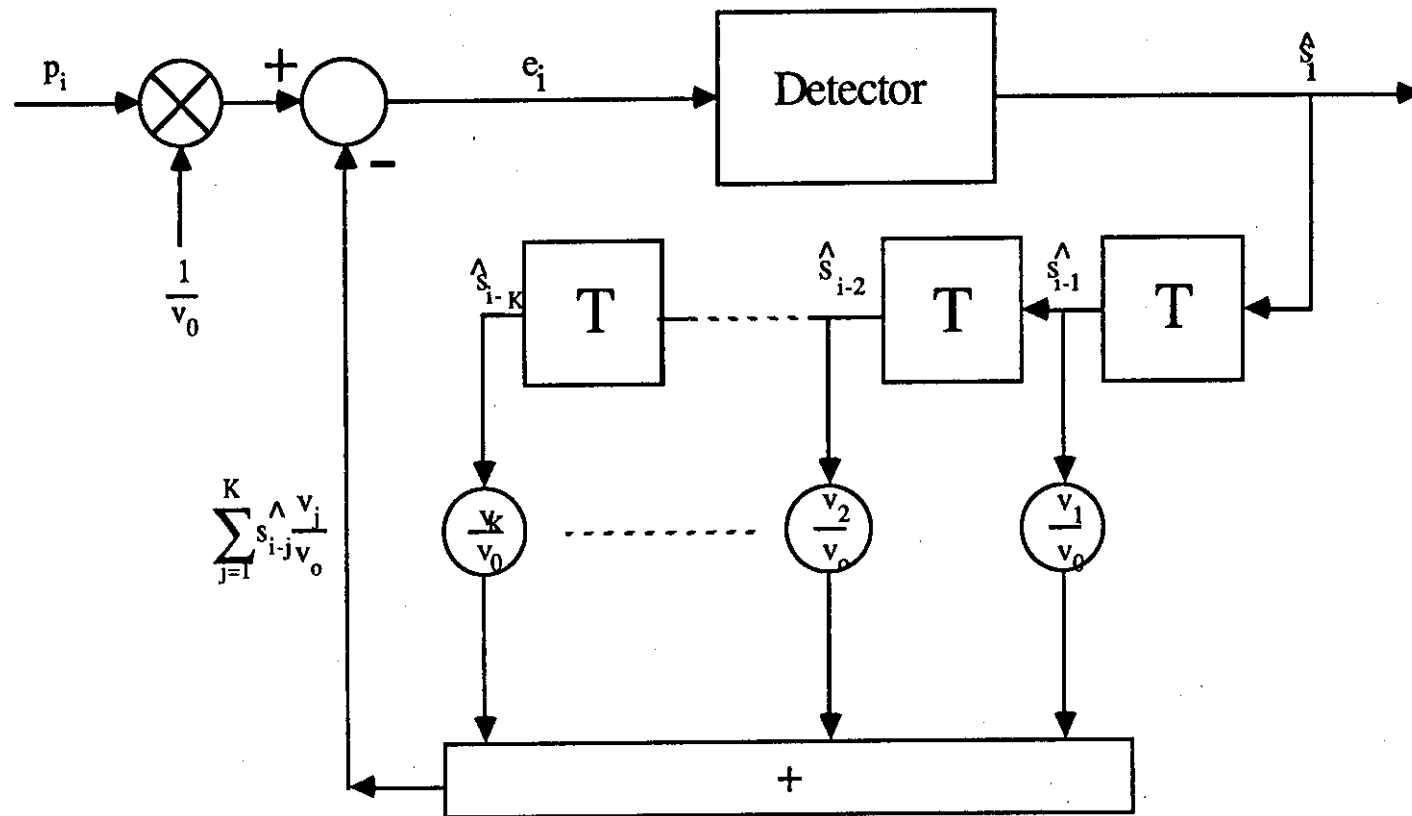 p_i + e_i Detector ŝ_i
−
1/v_0
ŝ_{i-K} T ŝ_{i-2} T ŝ_{i-1} T
\sum_{j=1}^{K} ŝ_{i-j} v_j/v_o
v_K/v_0 v_2/v_o v_1/v_0
+